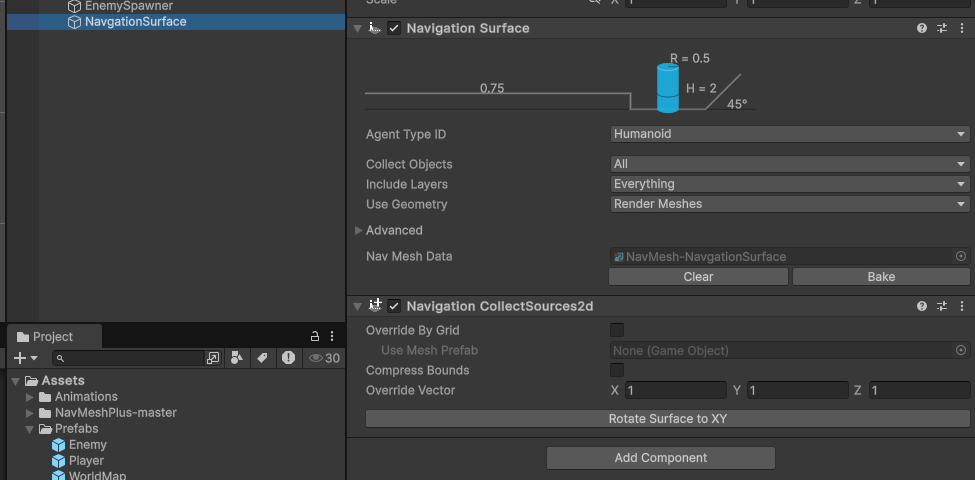 EnemySpawner
NavgationSurface
Scale X 1 Y 1 Z 1
Navigation Surface
R = 0.5
0.75
H = 2
45°
Agent Type ID Humanoid
Collect Objects All
Include Layers Everything
Use Geometry Render Meshes
Advanced
Nav Mesh Data NavMesh-NavgationSurface
Clear Bake
Navigation CollectSources2d
Override By Grid
Use Mesh Prefab None (Game Object)
Compress Bounds
Override Vector X 1 Y 1 Z 1
Rotate Surface to XY
Add Component
Project
30
Assets
Animations
NavMeshPlus-master
Prefabs
Enemy
Player
WorldMap